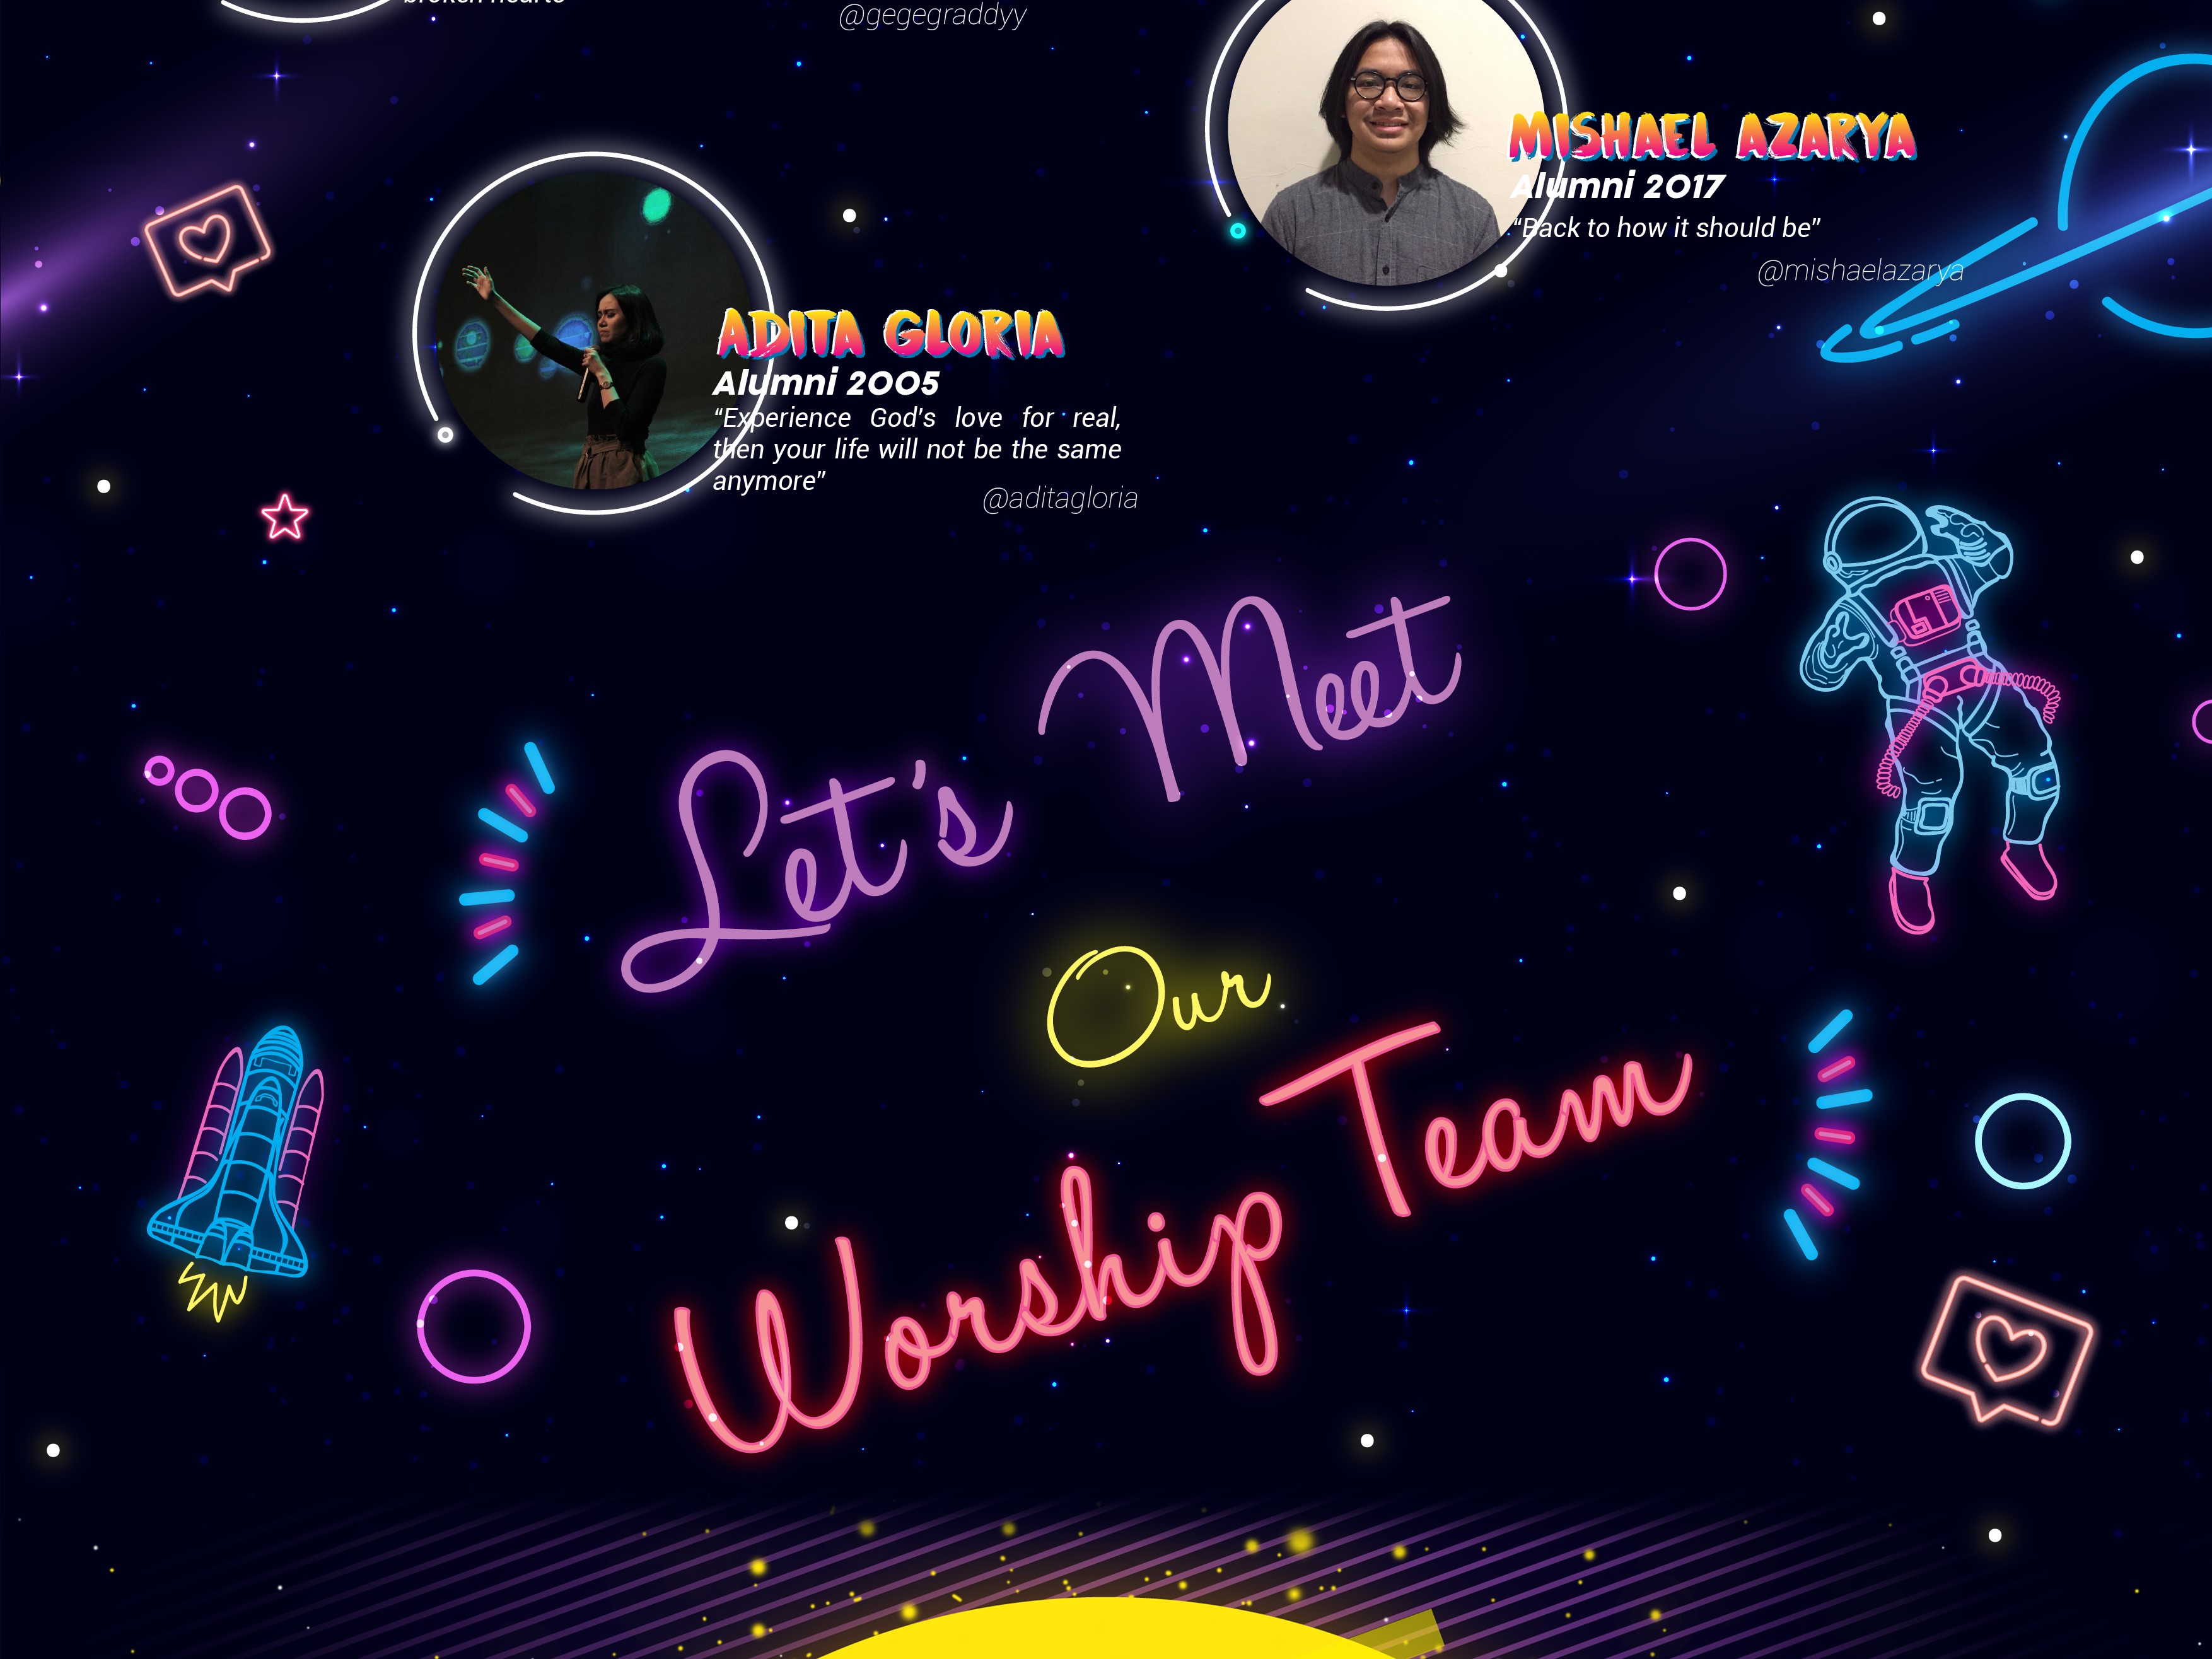 broken hearts"
@gegegraddyy
MISHAEL AZARYA
Alumni 2017
“Back to how it should be”
@mishaelazarya
ADITA GLORIA
Alumni 2005
“Experience God's love for real,
then your life will not be the same
anymore”
@aditagloria
Let's Meet
Our
Worship Team